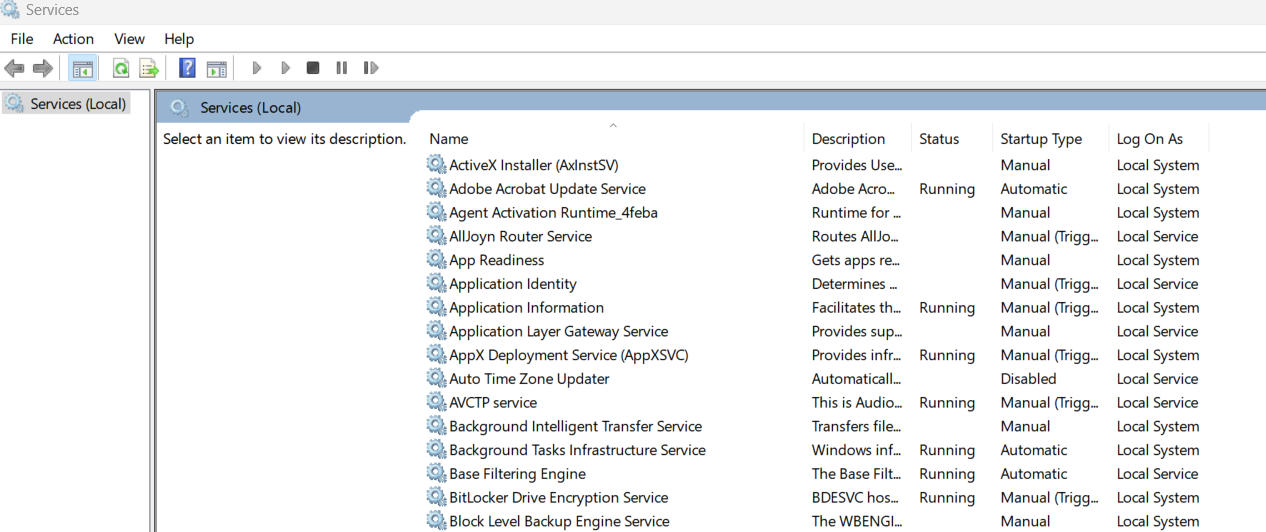 Services
File Action View Help
Services (Local)
Services (Local)
Select an item to view its description.
Name Description Status Startup Type Log On As
ActiveX Installer (AxInstSV) Provides Use... Manual Local System
Adobe Acrobat Update Service Adobe Acro... Running Automatic Local System
Agent Activation Runtime_4feba Runtime for ... Manual Local System
AllJoyn Router Service Routes AllJo... Manual (Trigg... Local Service
App Readiness Gets apps re... Manual Local System
Application Identity Determines ... Manual (Trigg... Local Service
Application Information Facilitates th... Running Manual (Trigg... Local System
Application Layer Gateway Service Provides sup... Manual Local Service
AppX Deployment Service (AppXSVC) Provides infr... Running Manual (Trigg... Local System
Auto Time Zone Updater Automaticall... Disabled Local Service
AVCTP service This is Audio... Running Manual (Trigg... Local Service
Background Intelligent Transfer Service Transfers file... Manual Local System
Background Tasks Infrastructure Service Windows inf... Running Automatic Local System
Base Filtering Engine The Base Filt... Running Automatic Local Service
BitLocker Drive Encryption Service BDESVC hos... Running Manual (Trigg... Local System
Block Level Backup Engine Service The WBENGI... Manual Local System